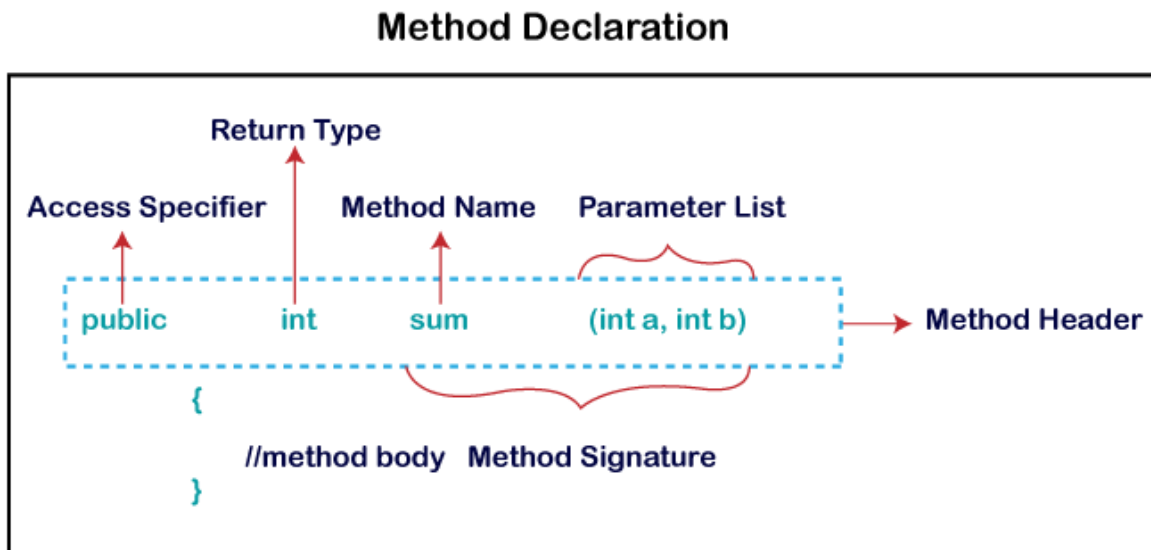 Method Declaration
Return Type
Access Specifier Method Name Parameter List
public int sum (int a, int b) Method Header
{
//method body Method Signature
}